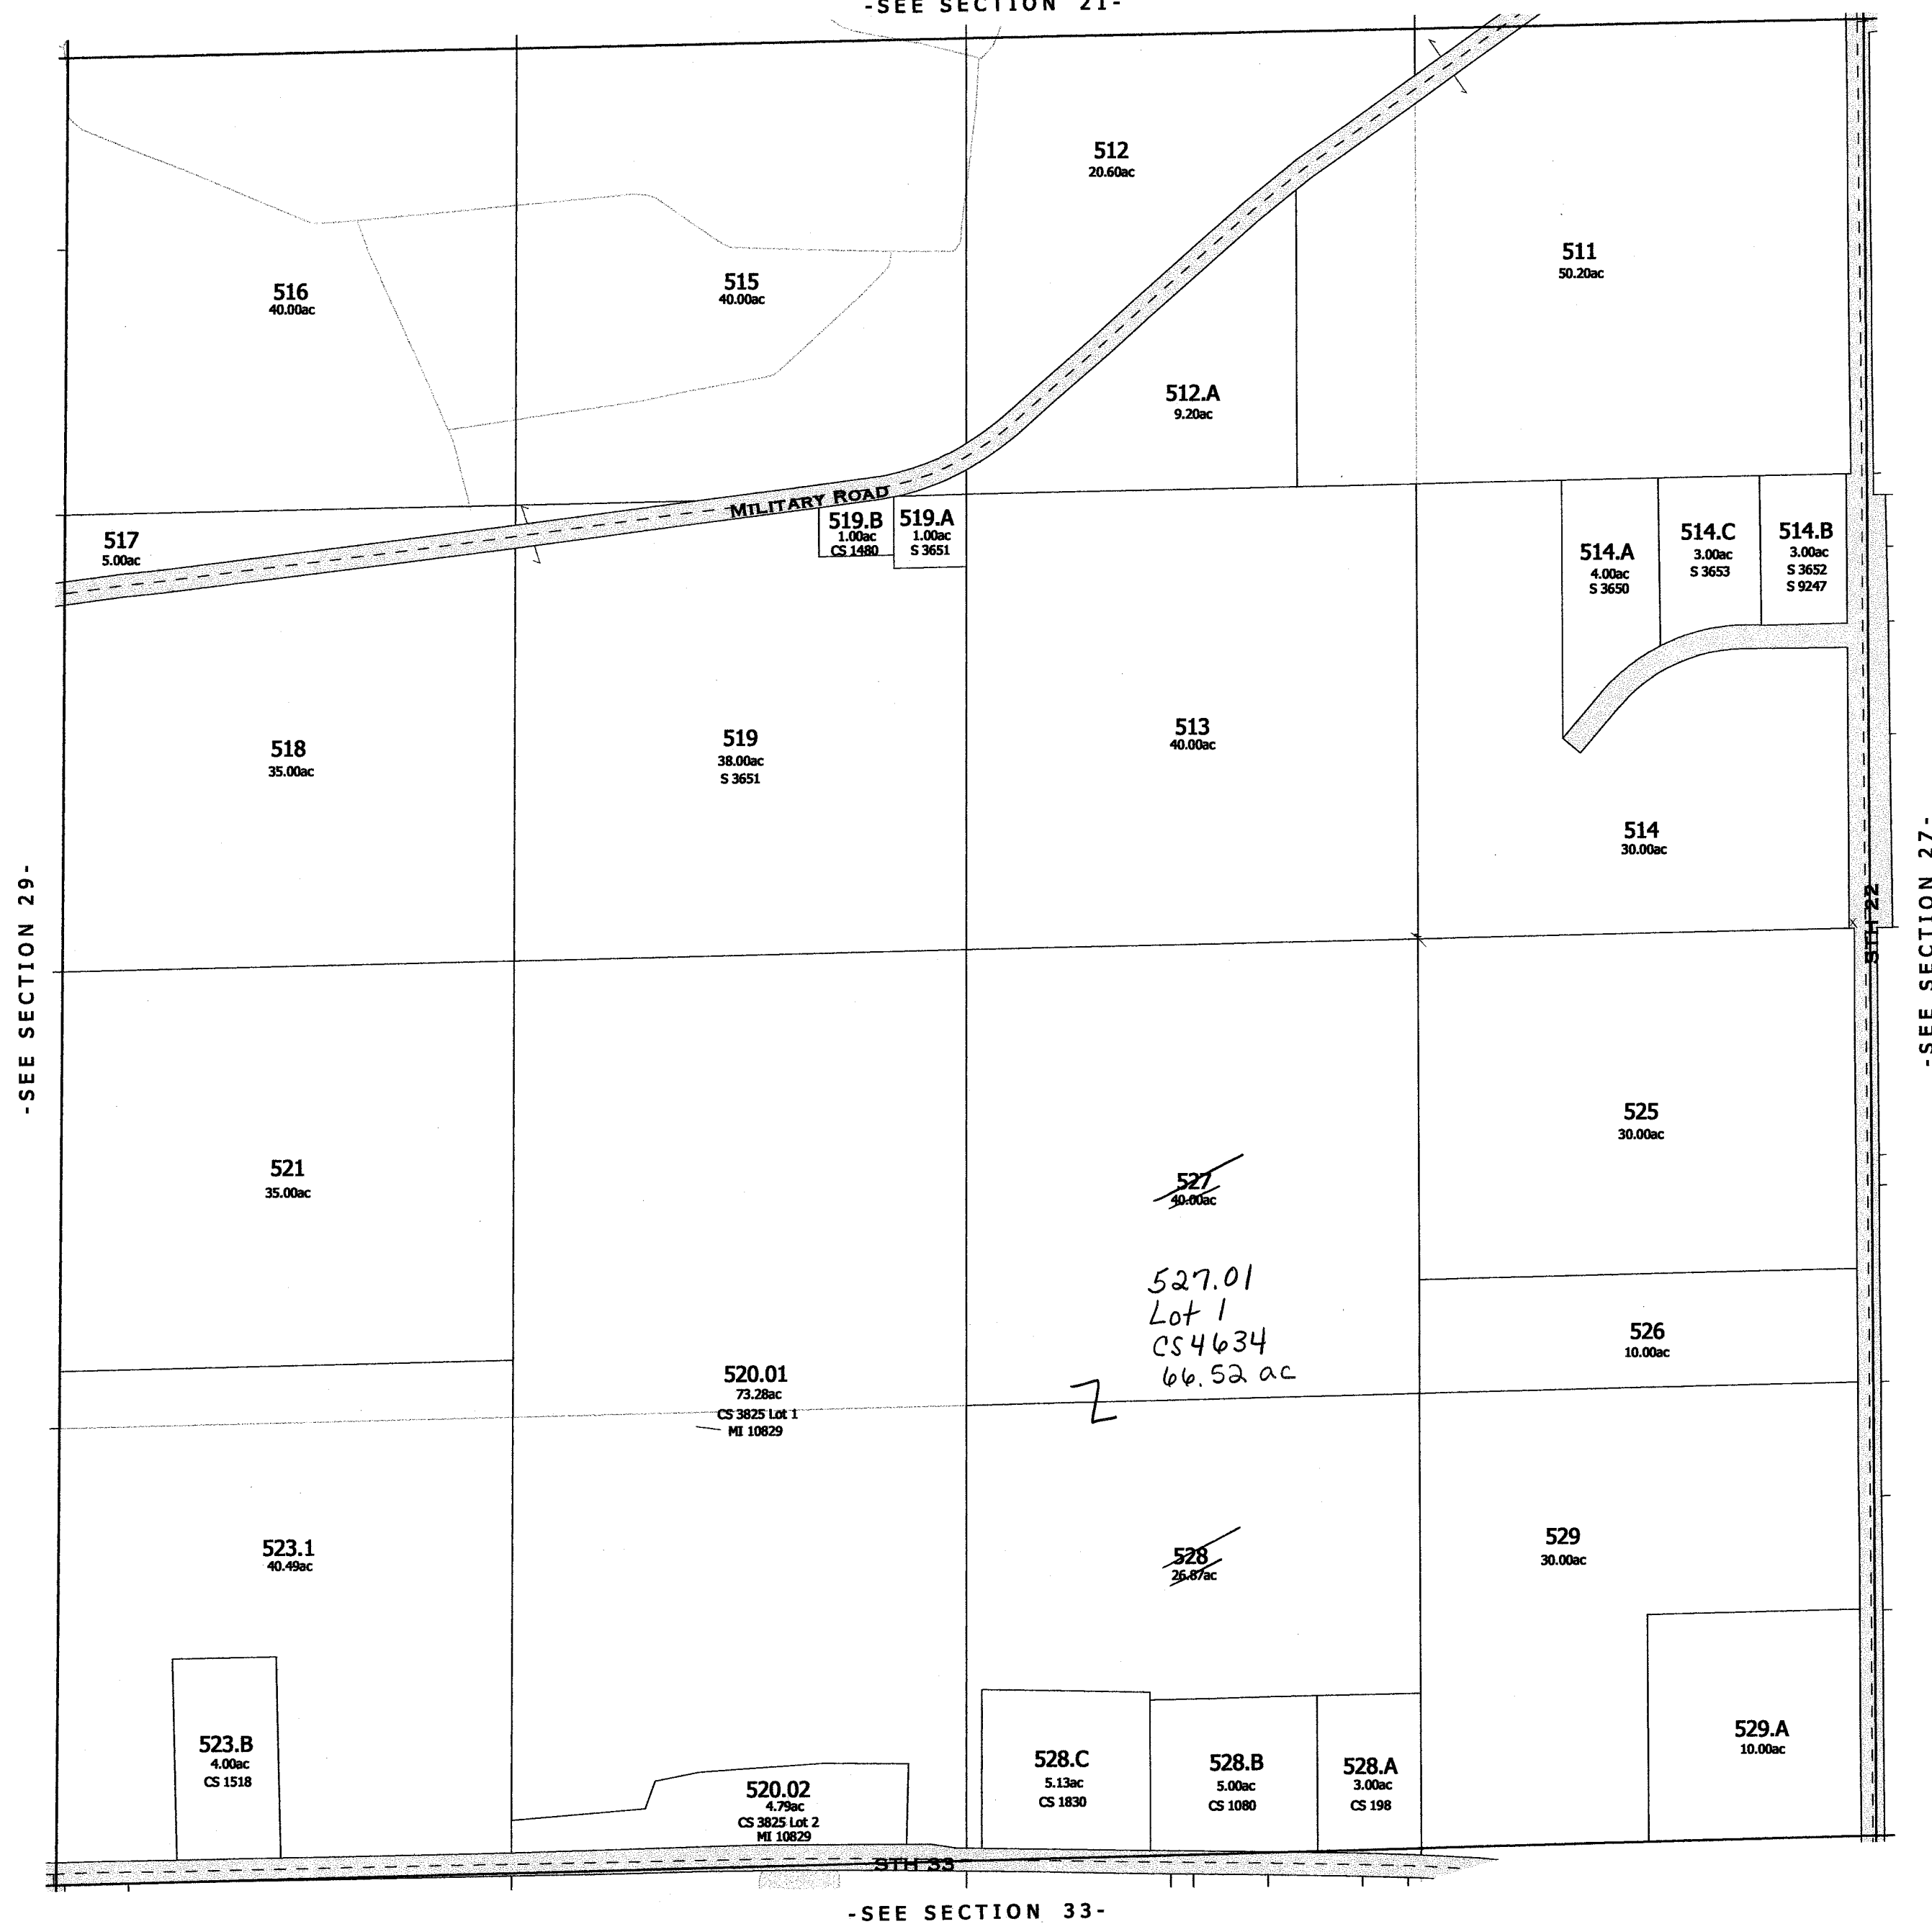 -SEE SECTION 21-
512
20.60ac
511
50.20ac
516
40.00ac
515
40.00ac
512.A
9.20ac
MILITARY ROAD
517
5.00ac
519.B
1.00ac
CS 1480
519.A
1.00ac
S 3651
514.A
4.00ac
S 3650
514.C
3.00ac
S 3653
514.B
3.00ac
S 3652
S 9247
518
35.00ac
519
38.00ac
S 3651
513
40.00ac
514
30.00ac
STH 22
-SEE SECTION 29-
-SEE SECTION 27-
521
35.00ac
527
40.00ac
525
30.00ac
527.01
Lot 1
CS4634
66.52 ac
526
10.00ac
520.01
73.28ac
CS 3825 Lot 1
MI 10829
523.1
40.49ac
528
26.87ac
529
30.00ac
523.B
4.00ac
CS 1518
520.02
4.79ac
CS 3825 Lot 2
MI 10829
528.C
5.13ac
CS 1830
528.B
5.00ac
CS 1080
528.A
3.00ac
CS 198
529.A
10.00ac
STH 33
-SEE SECTION 33-